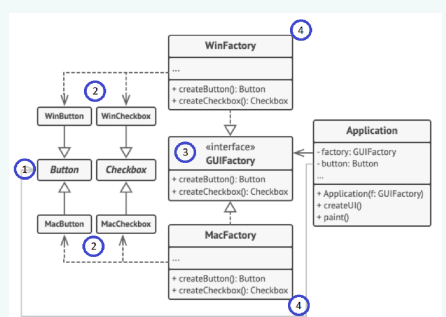 WinFactory
4
...
2
+ createButton(): Button
+ createCheckbox(): Checkbox
WinButton
WinCheckbox
Application
3
«interface»
GUIFactory
- factory: GUIFactory
- button: Button
...
1
Button
Checkbox
+ createButton(): Button
+ createCheckbox(): Checkbox
+ Application(f: GUIFactory)
+ createUI()
+ paint()
MacButton
MacCheckbox
MacFactory
2
...
+ createButton(): Button
+ createCheckbox(): Checkbox
4